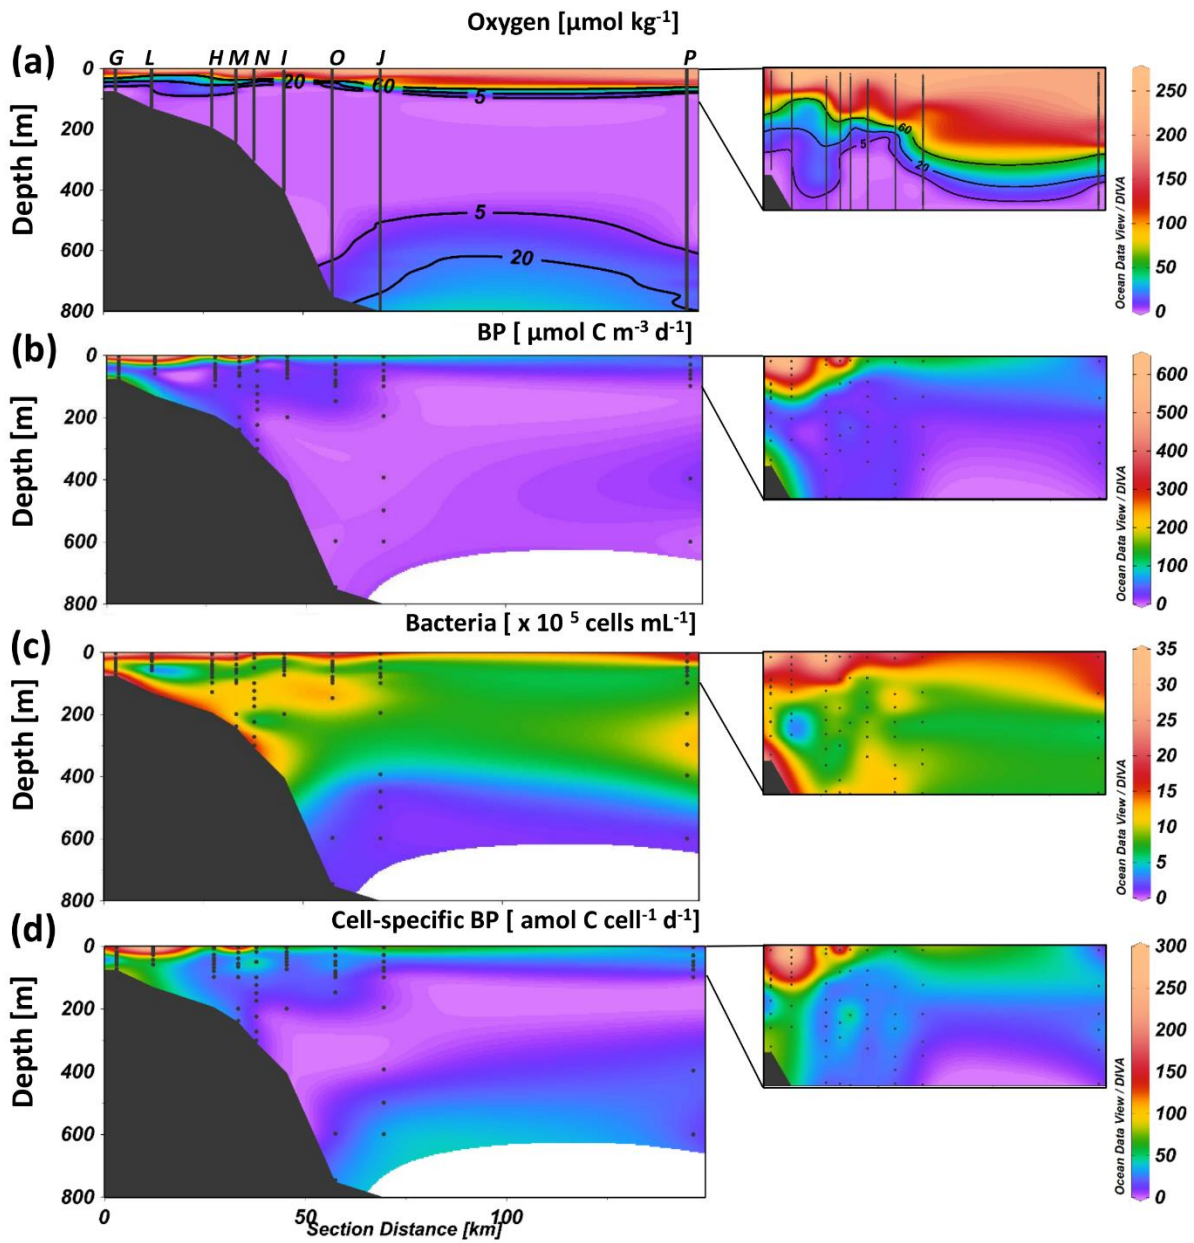 Oxygen [µmol kg-1]
(a)
G L H M N I O J P
0
200
400
600
800
Depth [m]
20 60
5
5
20
60
5
20
250
200
150
100
50
0
Ocean Data View / DIVA
BP [ µmol C m-3 d-1]
(b)
0
200
400
600
800
Depth [m]
600
500
400
300
200
100
0
Ocean Data View / DIVA
Bacteria [ x 10 5 cells mL-1]
(c)
0
200
400
600
800
Depth [m]
35
30
25
20
15
10
5
0
Ocean Data View / DIVA
Cell-specific BP [ amol C cell-1 d-1]
(d)
0
200
400
600
800
Depth [m]
300
250
200
150
100
50
0
Ocean Data View / DIVA
0 50 100
Section Distance [km]